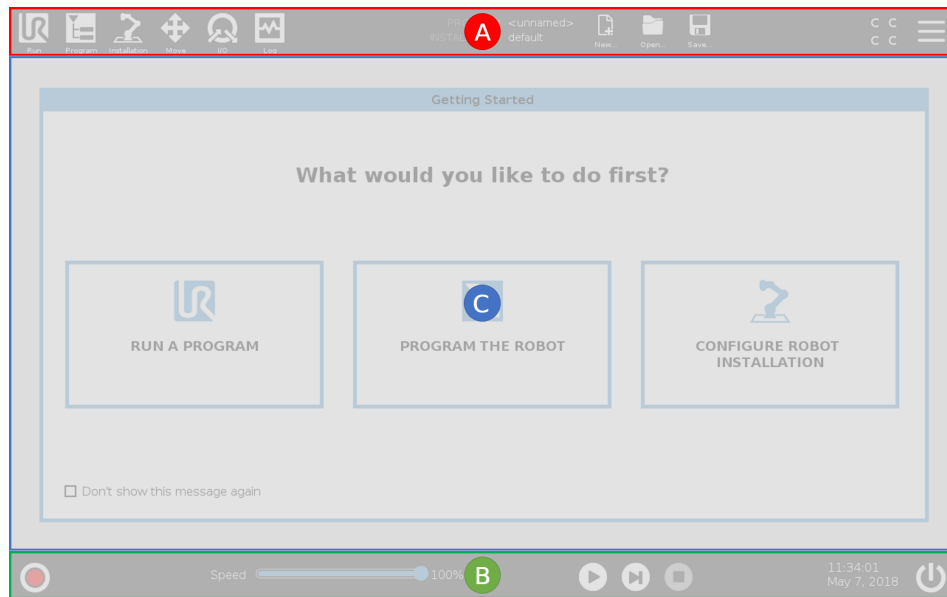 <unnamed>
default
C C
C C
Run Program Installation Move I/O Log
A
New... Open... Save...
Getting Started
What would you like to do first?
C
RUN A PROGRAM
PROGRAM THE ROBOT
CONFIGURE ROBOT
INSTALLATION
Don't show this message again
Speed
100%
B
11:34:01
May 7, 2018